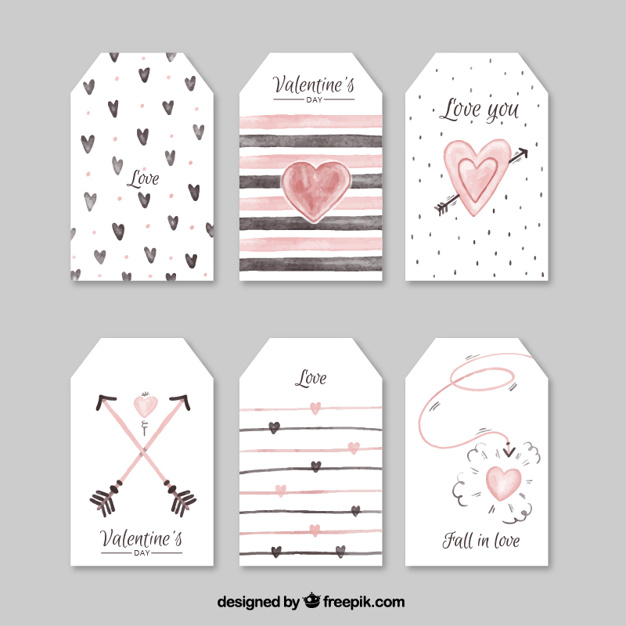 Love
Valentine's
DAY
Love you
Valentine's
DAY
Love
Fall in love
designed by freepik.com